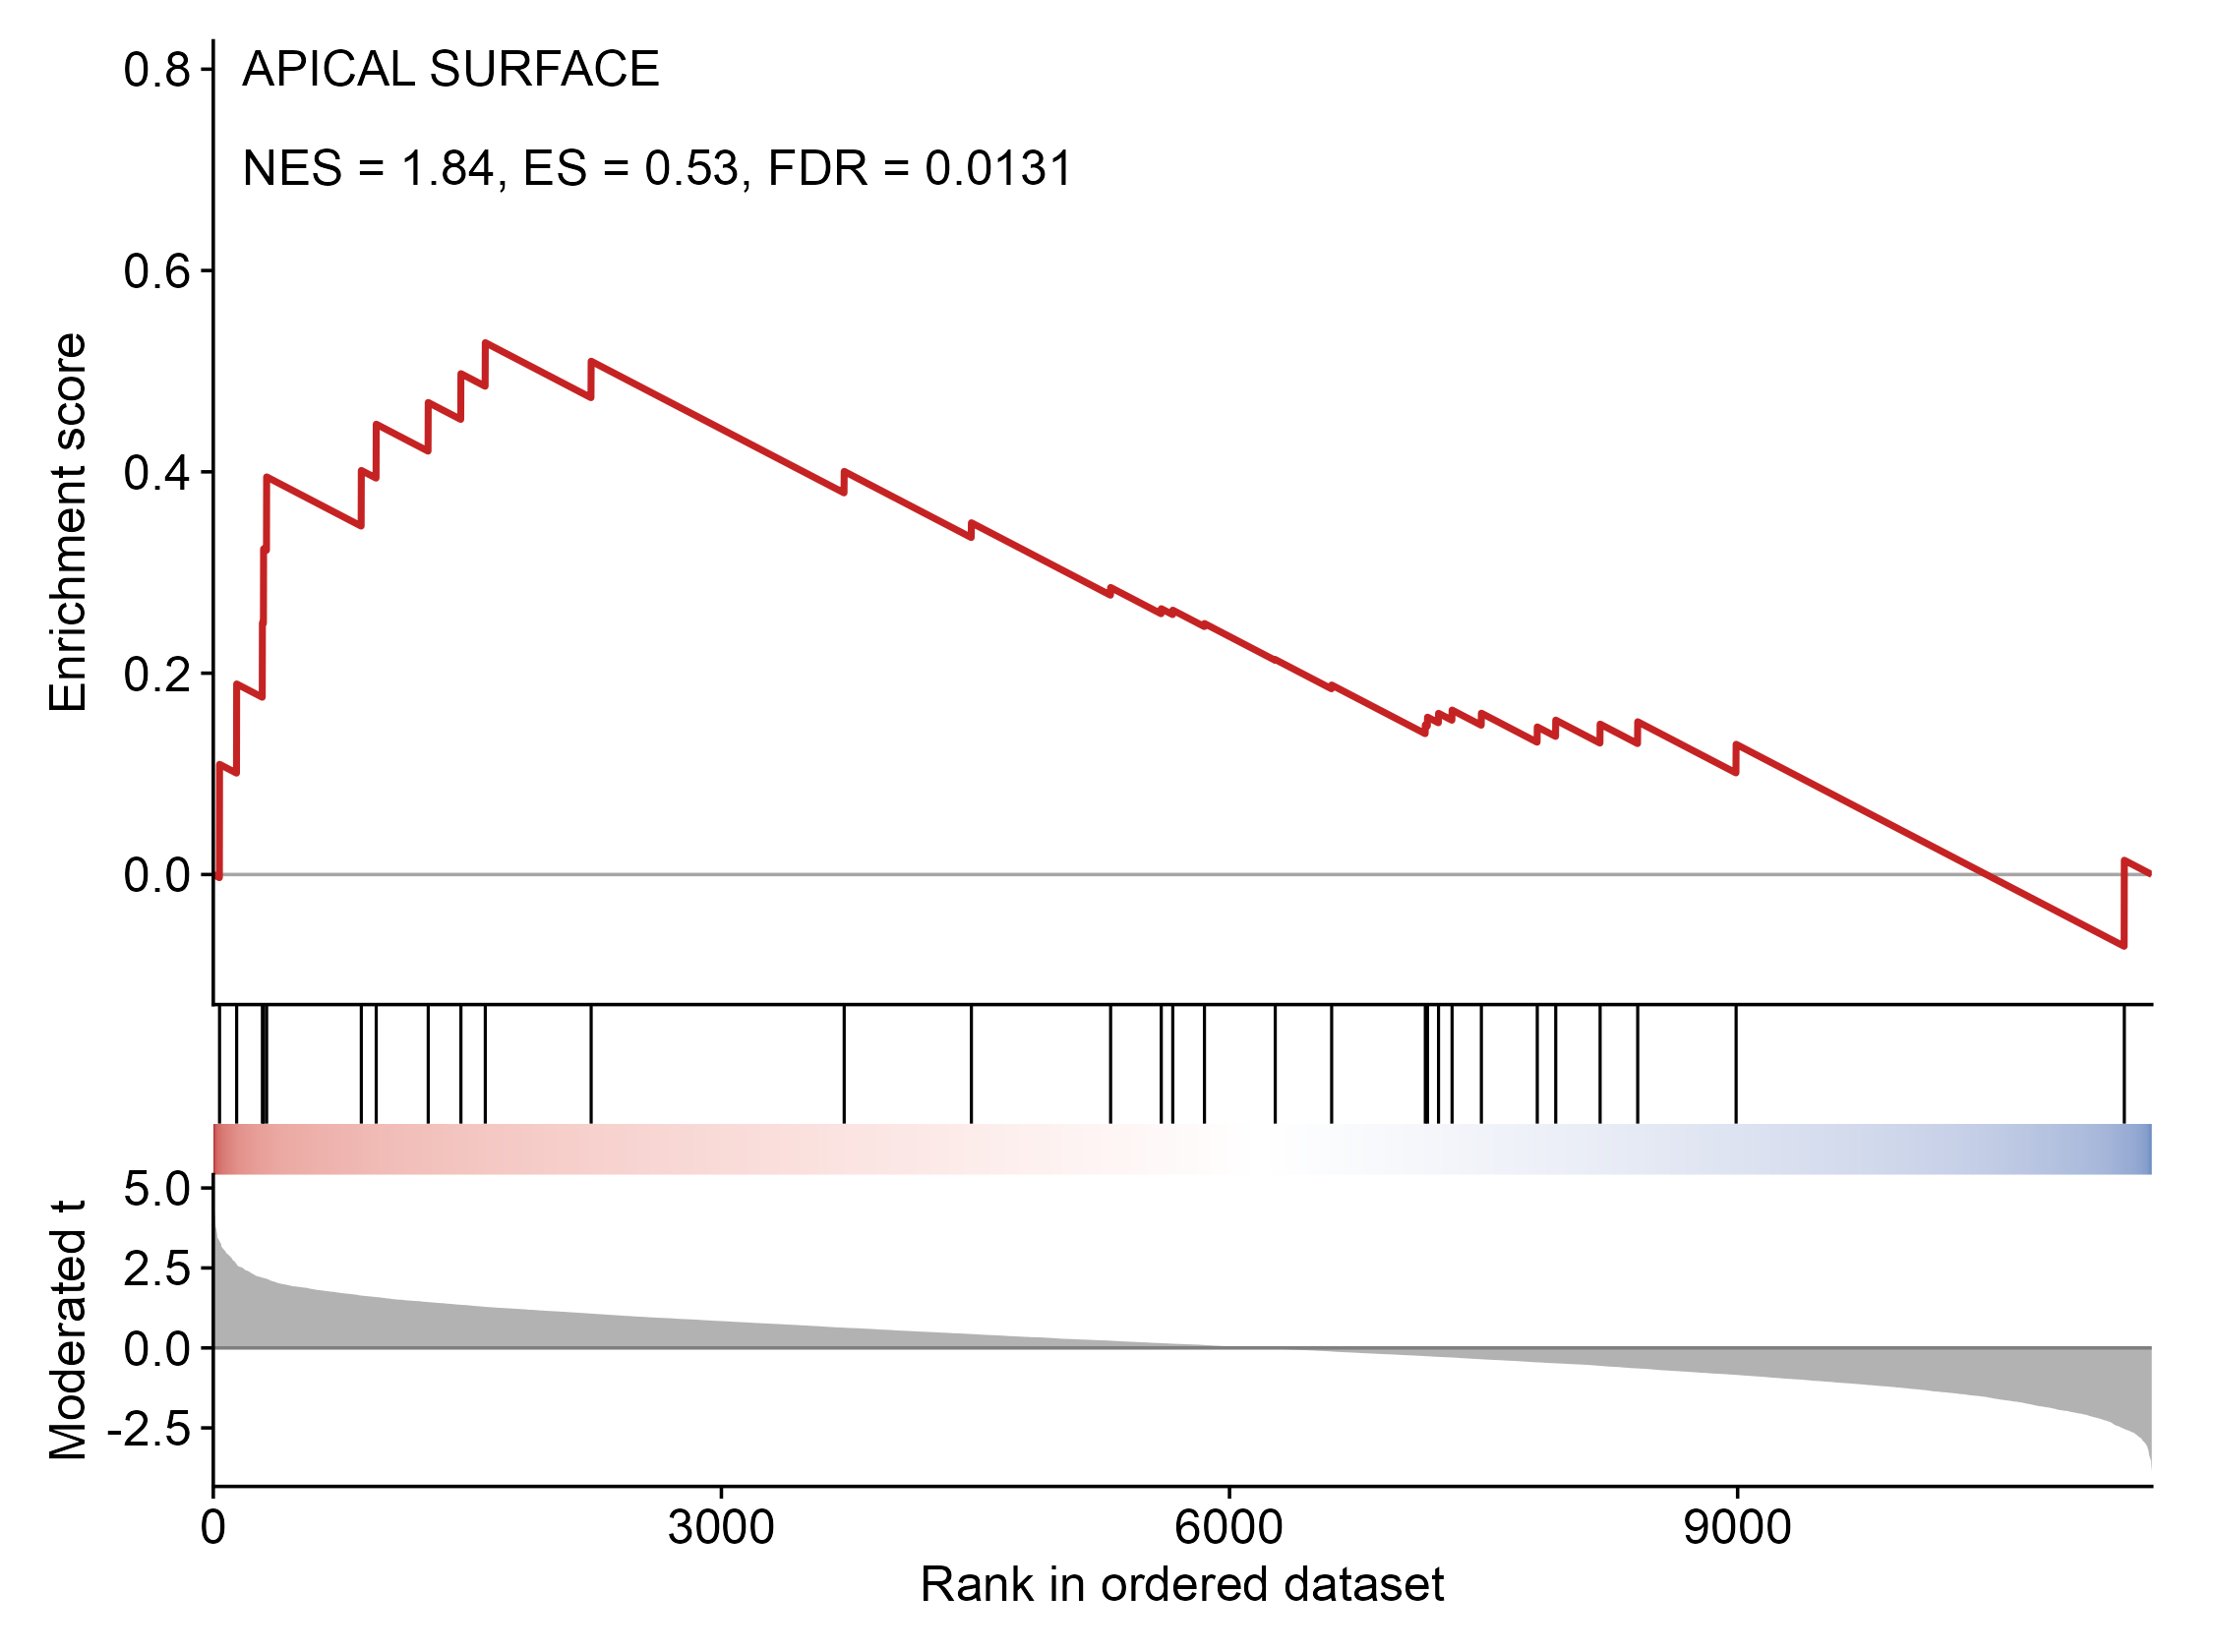 APICAL SURFACE
NES = 1.84, ES = 0.53, FDR = 0.0131
Enrichment score
0.8
0.6
0.4
0.2
0.0
Moderated t
5.0
2.5
0.0
-2.5
0
3000
6000
9000
Rank in ordered dataset